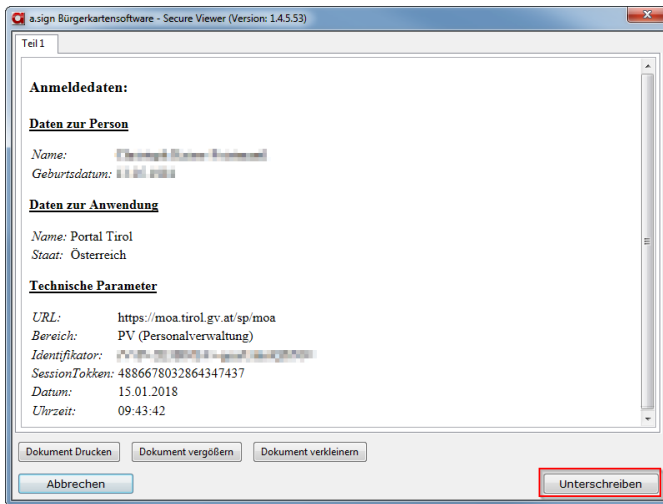 a.sign Bürgerkartensoftware - Secure Viewer (Version: 1.4.5.53)
Teil 1
Anmeldedaten:
Daten zur Person
Name:
Geburtsdatum:
Daten zur Anwendung
Name: Portal Tirol
Staat: Österreich
Technische Parameter
URL: https://moa.tirol.gv.at/sp/moa
Bereich: PV (Personalverwaltung)
Identifikator:
SessionTokken: 4886678032864347437
Datum: 15.01.2018
Uhrzeit: 09:43:42
Dokument Drucken Dokument vergößern Dokument verkleinern
Abbrechen Unterschreiben